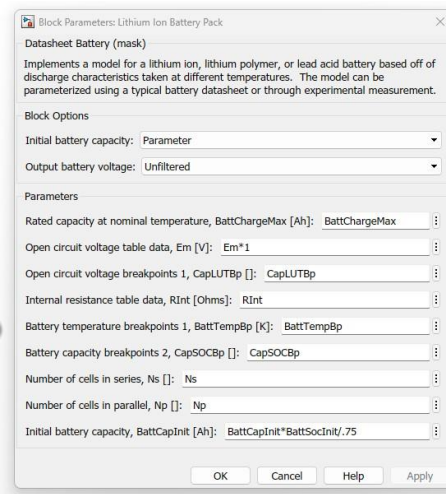 Block Parameters: Lithium Ion Battery Pack
Datasheet Battery (mask)
Implements a model for a lithium ion, lithium polymer, or lead acid battery based off of
discharge characteristics taken at different temperatures. The model can be
parameterized using a typical battery datasheet or through experimental measurement.
Block Options
Initial battery capacity: Parameter
Output battery voltage: Unfiltered
Parameters
Rated capacity at nominal temperature, BattChargeMax [Ah]: BattChargeMax
Open circuit voltage table data, Em [V]: Em*1
Open circuit voltage breakpoints 1, CapLUTBp []: CapLUTBp
Internal resistance table data, RInt [Ohms]: RInt
Battery temperature breakpoints 1, BattTempBp [K]: BattTempBp
Battery capacity breakpoints 2, CapSOCBp []: CapSOCBp
Number of cells in series, Ns []: Ns
Number of cells in parallel, Np []: Np
Initial battery capacity, BattCapInit [Ah]: BattCapInit*BattSocInit/.75
OK Cancel Help Apply